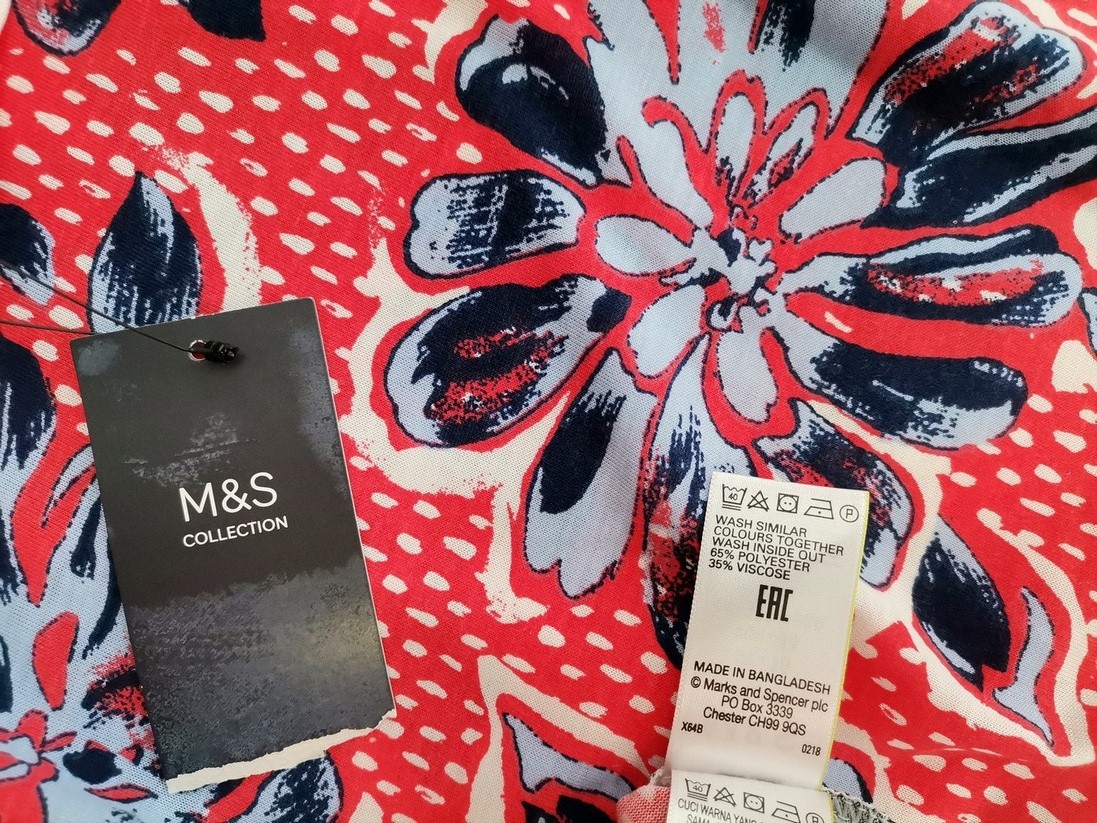 M&S
COLLECTION
40
P
WASH SIMILAR
COLOURS TOGETHER
WASH INSIDE OUT
65% POLYESTER
35% VISCOSE
EAC
MADE IN BANGLADESH
© Marks and Spencer plc
PO Box 3339
Chester CH99 9QS
X64B 0218
40
CUCI WARNA YANG